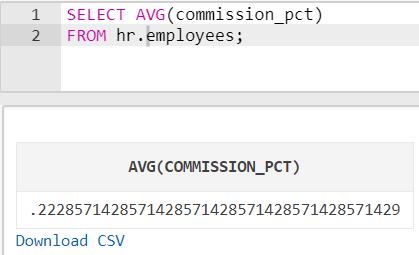 1 SELECT AVG(commission_pct)
2 FROM hr.employees;
AVG(COMMISSION_PCT)
.2228571428571428571428571428571428571429
Download CSV